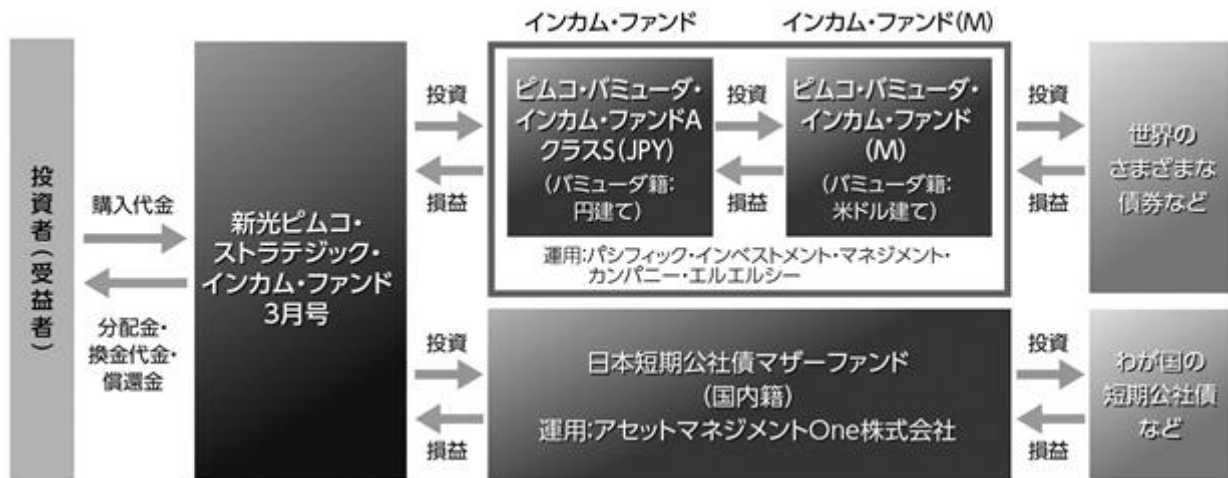 投資者(受益者)
購入代金
分配金・
換金代金・
償還金
新光ピムコ・
ストラテジック・
インカム・ファンド
3月号
投資
損益
インカム・ファンド
インカム・ファンド(M)
ピムコ・バミューダ・
インカム・ファンドA
クラスS(JPY)
(バミューダ籍:
円建て)
投資
損益
ピムコ・バミューダ・
インカム・ファンド
(M)
(バミューダ籍:
米ドル建て)
運用:パシフィック・インベストメント・マネジメント・
カンパニー・エルエルシー
投資
損益
世界の
さまざまな
債券など
投資
損益
日本短期公社債マザーファンド
(国内籍)
運用:アセットマネジメントOne株式会社
投資
損益
わが国の
短期公社債
など